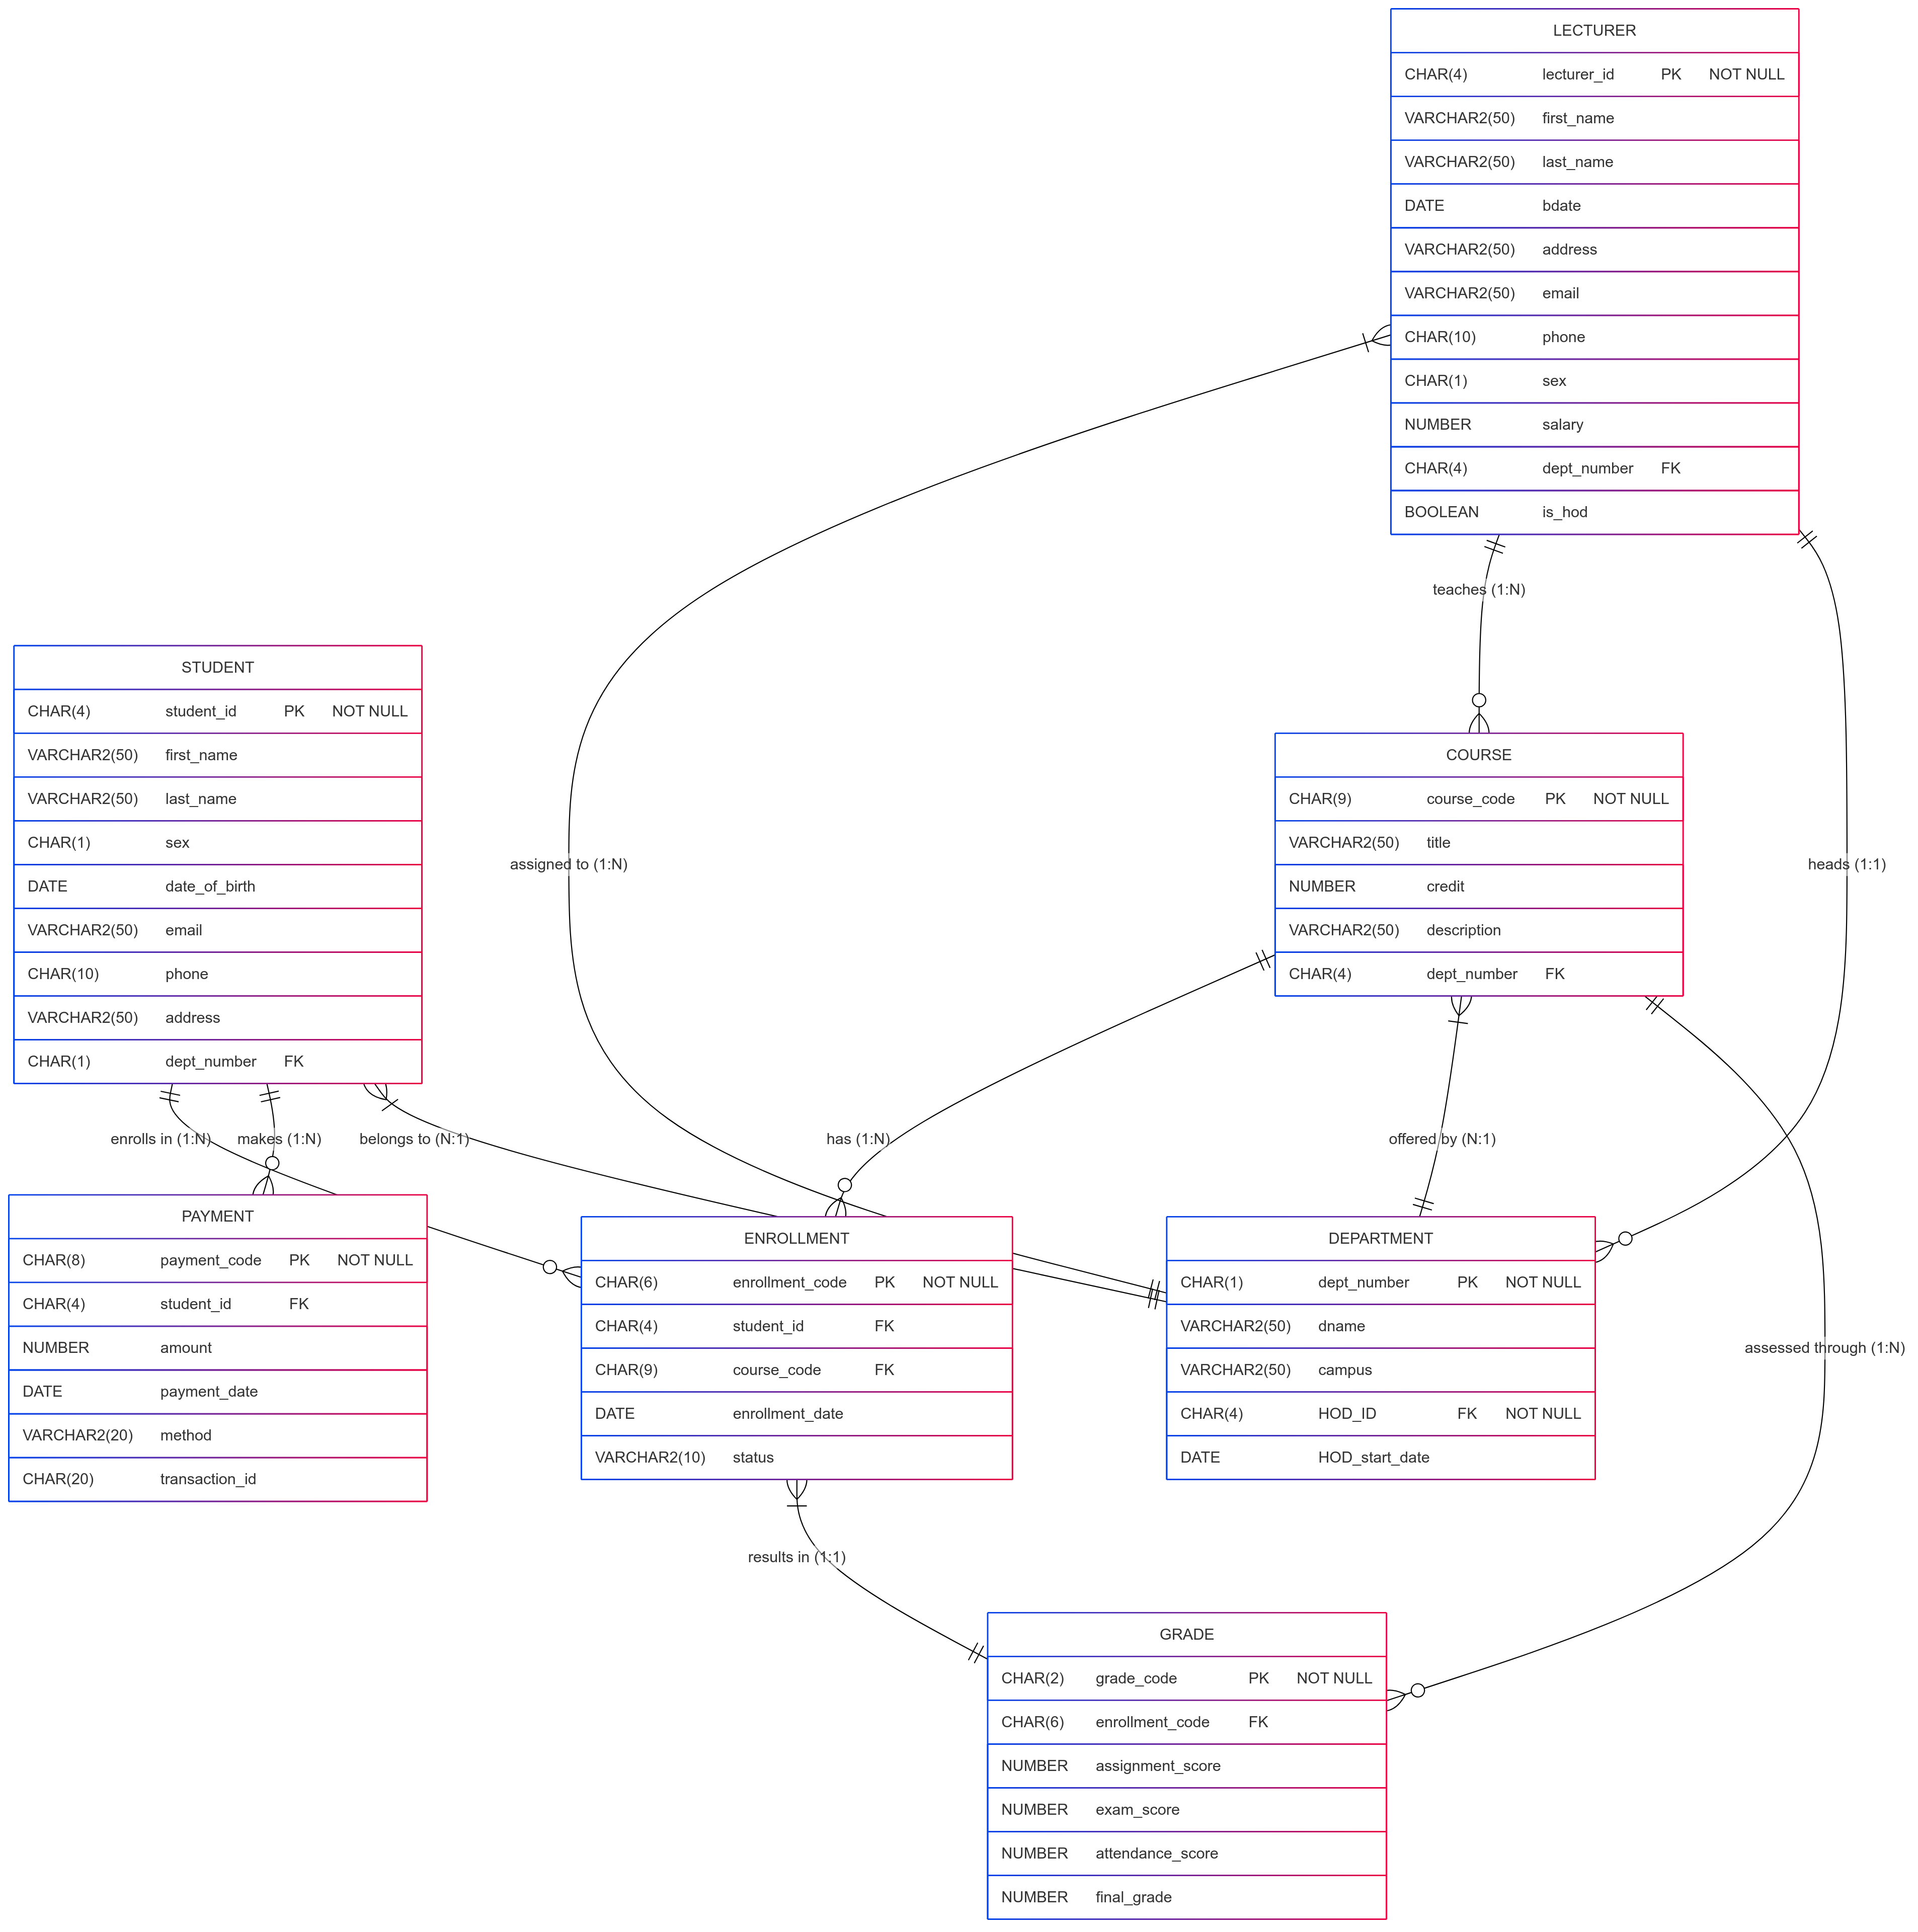 LECTURER
CHAR(4) lecturer_id PK NOT NULL
VARCHAR2(50) first_name
VARCHAR2(50) last_name
DATE bdate
VARCHAR2(50) address
VARCHAR2(50) email
CHAR(10) phone
CHAR(1) sex
NUMBER salary
CHAR(4) dept_number FK
BOOLEAN is_hod
teaches (1:N)
STUDENT
CHAR(4) student_id PK NOT NULL
VARCHAR2(50) first_name
VARCHAR2(50) last_name
CHAR(1) sex
DATE date_of_birth
VARCHAR2(50) email
CHAR(10) phone
VARCHAR2(50) address
CHAR(1) dept_number FK
assigned to (1:N)
COURSE
CHAR(9) course_code PK NOT NULL
VARCHAR2(50) title
NUMBER credit
VARCHAR2(50) description
CHAR(4) dept_number FK
heads (1:1)
enrolls in (1:N)
makes (1:N)
belongs to (N:1)
has (1:N)
offered by (N:1)
PAYMENT
CHAR(8) payment_code PK NOT NULL
CHAR(4) student_id FK
NUMBER amount
DATE payment_date
VARCHAR2(20) method
CHAR(20) transaction_id
ENROLLMENT
CHAR(6) enrollment_code PK NOT NULL
CHAR(4) student_id FK
CHAR(9) course_code FK
DATE enrollment_date
VARCHAR2(10) status
DEPARTMENT
CHAR(1) dept_number PK NOT NULL
VARCHAR2(50) dname
VARCHAR2(50) campus
CHAR(4) HOD_ID FK NOT NULL
DATE HOD_start_date
assessed through (1:N)
results in (1:1)
GRADE
CHAR(2) grade_code PK NOT NULL
CHAR(6) enrollment_code FK
NUMBER assignment_score
NUMBER exam_score
NUMBER attendance_score
NUMBER final_grade